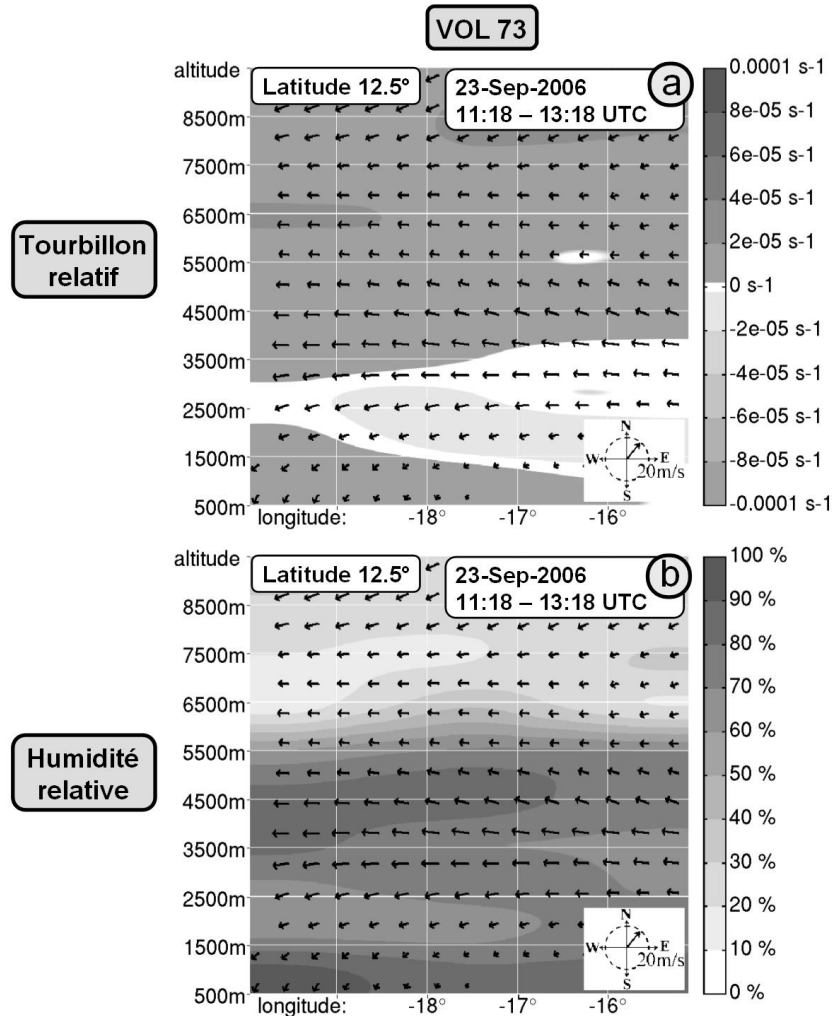 VOL 73
altitude
Latitude 12.5°
23-Sep-2006
11:18 – 13:18 UTC
a
8500m
7500m
6500m
5500m
4500m
3500m
2500m
1500m
500m
longitude:
-18°
-17°
-16°
N
W
E
S
20m/s
0.0001 s-1
8e-05 s-1
6e-05 s-1
4e-05 s-1
2e-05 s-1
0 s-1
-2e-05 s-1
-4e-05 s-1
-6e-05 s-1
-8e-05 s-1
-0.0001 s-1
Tourbillon
relatif
altitude
Latitude 12.5°
23-Sep-2006
11:18 – 13:18 UTC
b
8500m
7500m
6500m
5500m
4500m
3500m
2500m
1500m
500m
longitude:
-18°
-17°
-16°
N
W
E
S
20m/s
100 %
90 %
80 %
70 %
60 %
50 %
40 %
30 %
20 %
10 %
0 %
Humidité
relative